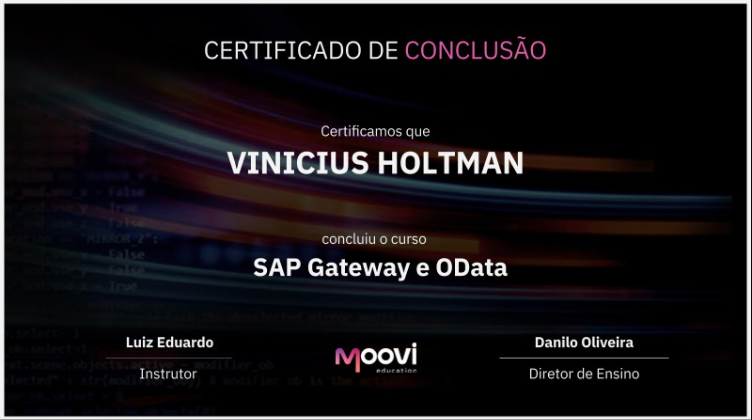 CERTIFICADO DE CONCLUSÃO
Certificamos que
VINICIUS HOLTMAN
concluiu o curso
SAP Gateway e OData
Luiz Eduardo
Instrutor
Moovi
education
Danilo Oliveira
Diretor de Ensino